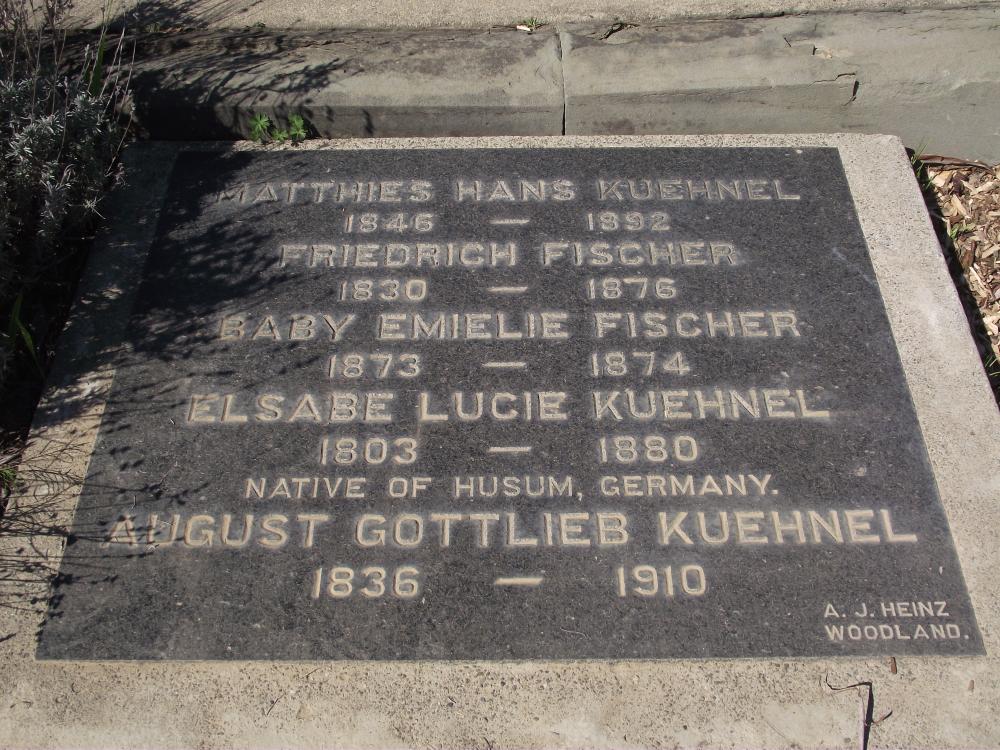 MATTHIES HANS KUEHNEL
1846 — 1892
FRIEDRICH FISCHER
1830 — 1876
BABY EMIELIE FISCHER
1873 — 1874
ELSABE LUCIE KUEHNEL
1803 — 1880
NATIVE OF HUSUM, GERMANY.
AUGUST GOTTLIEB KUEHNEL
1836 — 1910
A. J. HEINZ
WOODLAND.